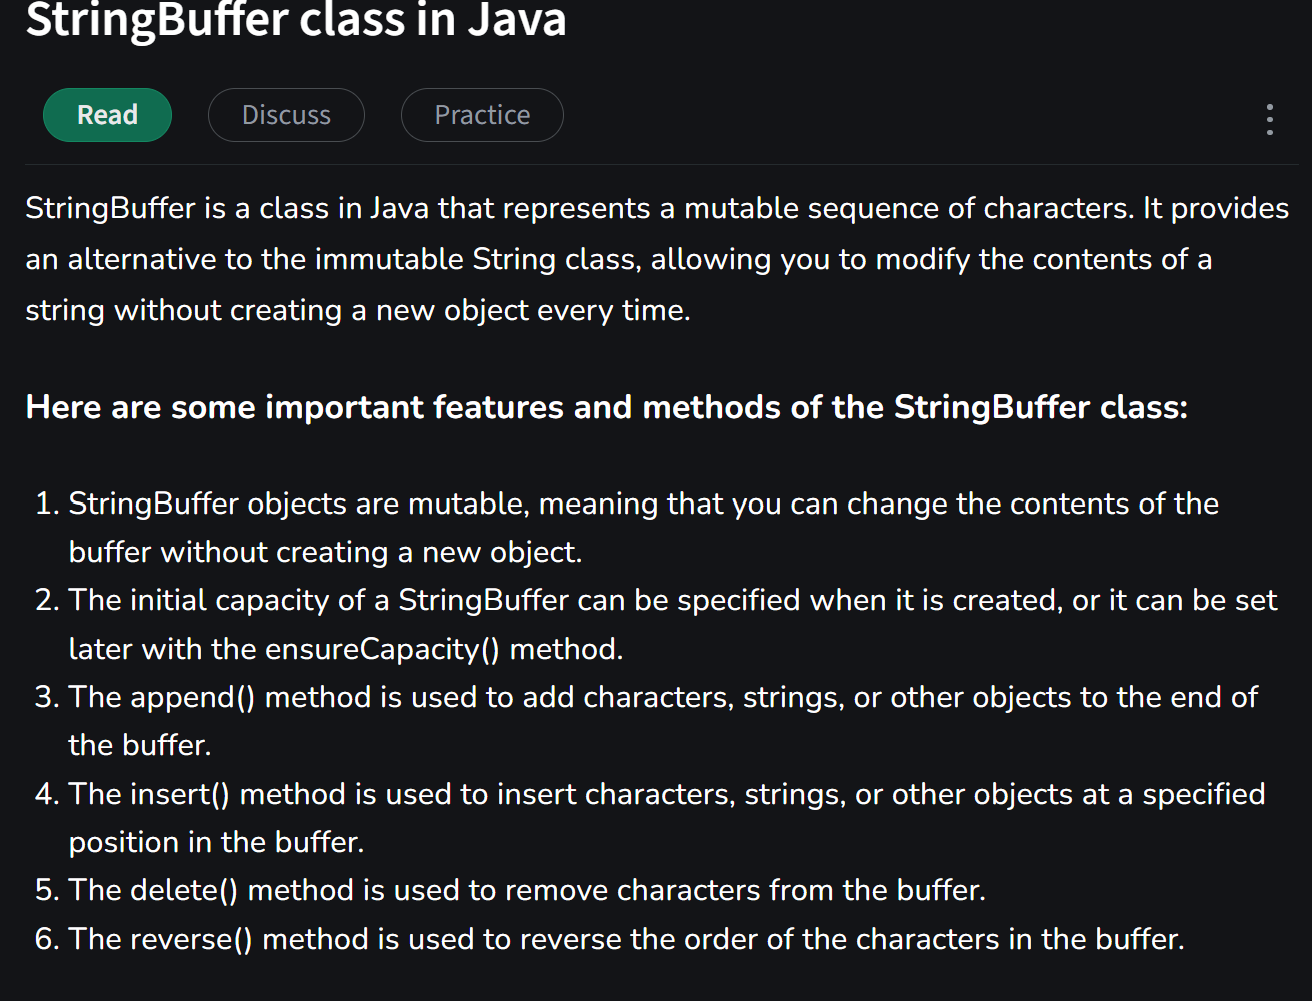 StringBuffer class in Java
Read
Discuss
Practice
StringBuffer is a class in Java that represents a mutable sequence of characters. It provides
an alternative to the immutable String class, allowing you to modify the contents of a
string without creating a new object every time.
Here are some important features and methods of the StringBuffer class:
1. StringBuffer objects are mutable, meaning that you can change the contents of the
buffer without creating a new object.
2. The initial capacity of a StringBuffer can be specified when it is created, or it can be set
later with the ensureCapacity() method.
3. The append() method is used to add characters, strings, or other objects to the end of
the buffer.
4. The insert() method is used to insert characters, strings, or other objects at a specified
position in the buffer.
5. The delete() method is used to remove characters from the buffer.
6. The reverse() method is used to reverse the order of the characters in the buffer.